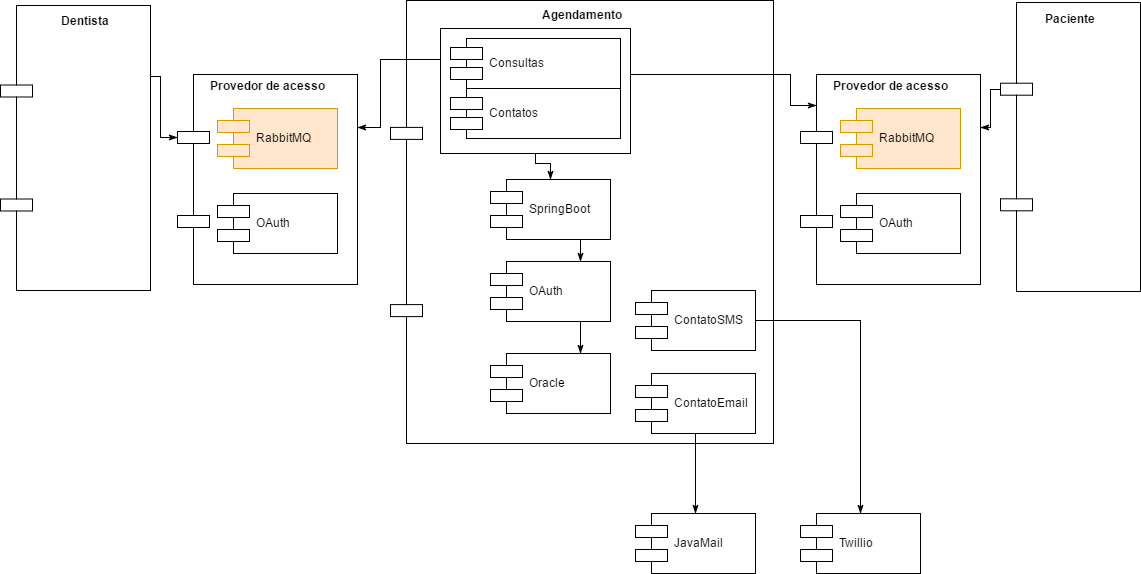 Dentista
Agendamento
Paciente
Consultas
Contatos
Provedor de acesso
RabbitMQ
OAuth
Provedor de acesso
RabbitMQ
OAuth
SpringBoot
OAuth
Oracle
ContatoSMS
ContatoEmail
JavaMail
Twillio